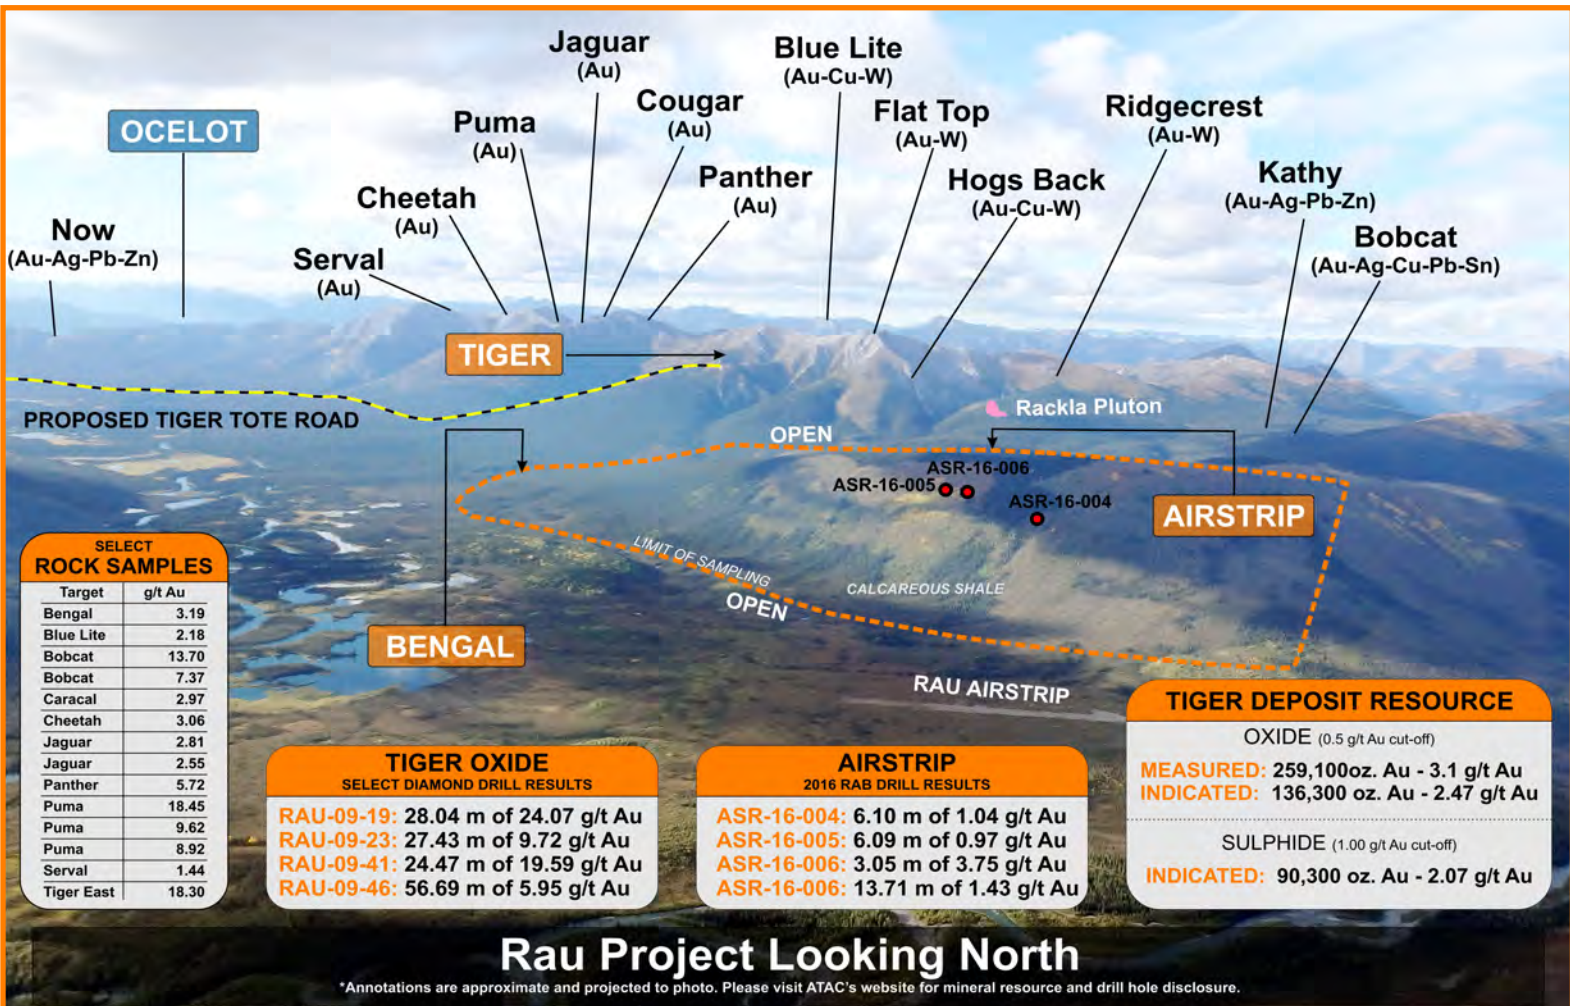 Jaguar
(Au)
Blue Lite
(Au-Cu-W)
Cougar
(Au)
Flat Top
(Au-W)
Ridgecrest
(Au-W)
OCELOT
Puma
(Au)
Panther
(Au)
Hogs Back
(Au-Cu-W)
Kathy
(Au-Ag-Pb-Zn)
Cheetah
(Au)
Now
(Au-Ag-Pb-Zn)
Bobcat
(Au-Ag-Cu-Pb-Sn)
Serval
(Au)
TIGER
PROPOSED TIGER TOTE ROAD
Rackla Pluton
OPEN
ASR-16-006
ASR-16-005
ASR-16-004
AIRSTRIP
LIMIT OF SAMPLING
CALCAREOUS SHALE
OPEN
BENGAL
RAU AIRSTRIP
SELECT
ROCK SAMPLES
Target g/t Au
Bengal 3.19
Blue Lite 2.18
Bobcat 13.70
Bobcat 7.37
Caracal 2.97
Cheetah 3.06
Jaguar 2.81
Jaguar 2.55
Panther 5.72
Puma 18.45
Puma 9.62
Puma 8.92
Serval 1.44
Tiger East 18.30
TIGER OXIDE
SELECT DIAMOND DRILL RESULTS
RAU-09-19: 28.04 m of 24.07 g/t Au
RAU-09-23: 27.43 m of 9.72 g/t Au
RAU-09-41: 24.47 m of 19.59 g/t Au
RAU-09-46: 56.69 m of 5.95 g/t Au
AIRSTRIP
2016 RAB DRILL RESULTS
ASR-16-004: 6.10 m of 1.04 g/t Au
ASR-16-005: 6.09 m of 0.97 g/t Au
ASR-16-006: 3.05 m of 3.75 g/t Au
ASR-16-006: 13.71 m of 1.43 g/t Au
TIGER DEPOSIT RESOURCE
OXIDE (0.5 g/t Au cut-off)
MEASURED: 259,100oz. Au - 3.1 g/t Au
INDICATED: 136,300 oz. Au - 2.47 g/t Au
SULPHIDE (1.00 g/t Au cut-off)
INDICATED: 90,300 oz. Au - 2.07 g/t Au
Rau Project Looking North
*Annotations are approximate and projected to photo. Please visit ATAC's website for mineral resource and drill hole disclosure.